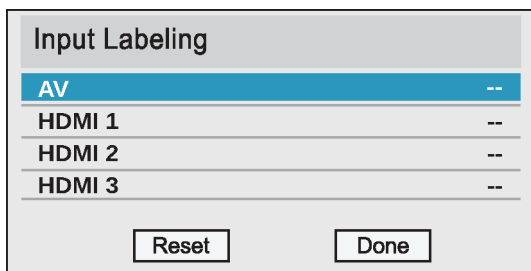 Input Labeling
AV --
HDMI 1 --
HDMI 2 --
HDMI 3 --
Reset Done